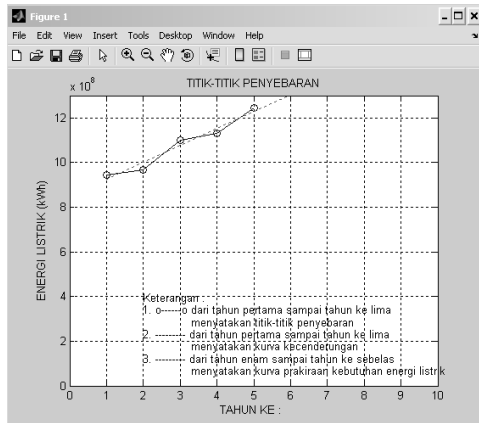 Figure 1
File Edit View Insert Tools Desktop Window Help
x 10^8
TITIK-TITIK PENYEBARAN
12
10
8
6
4
2
0
ENERGI LISTRIK (kWh)
Keterangan :
1. o------o dari tahun pertama sampai tahun ke lima
menyatakan titik-titik penyebaran
2. --------- dari tahun pertama sampai tahun ke lima
menyatakan kurva kecenderungan
3. --------- dari tahun enam sampai tahun ke sebelas
menyatakan kurva prakiraan kebutuhan energi listrik
0 1 2 3 4 5 6 7 8 9 10
TAHUN KE :